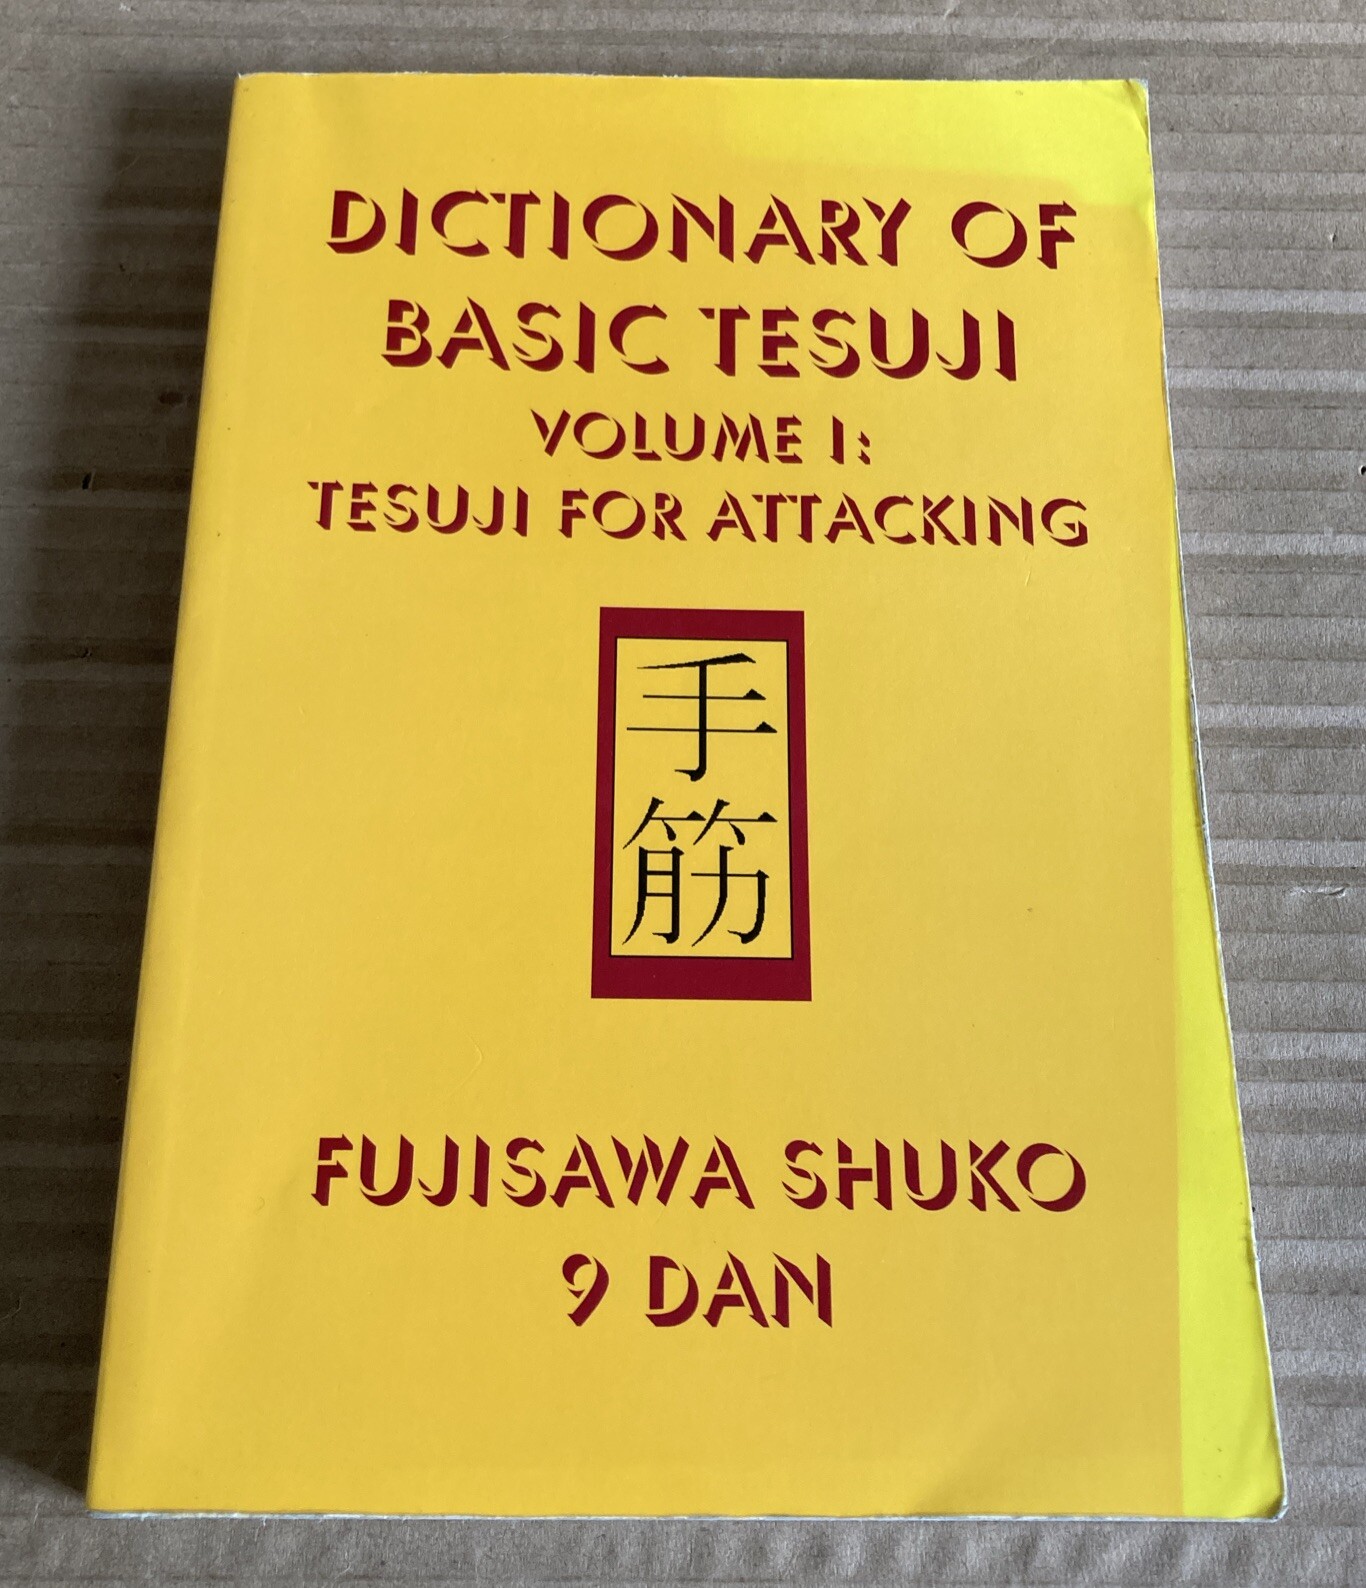 DICTIONARY OF
BASIC TESUJI
VOLUME I:
TESUJI FOR ATTACKING
手
筋
FUJISAWA SHUKO
9 DAN